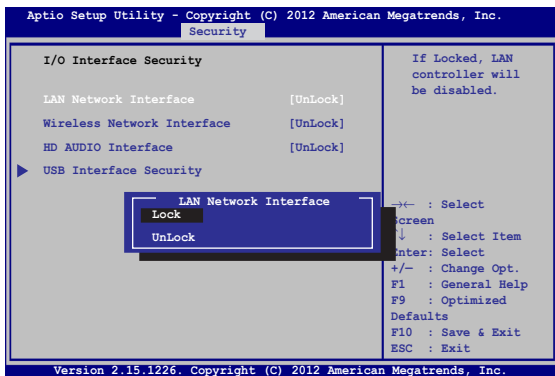 Aptio Setup Utility - Copyright (C) 2012 American Megatrends, Inc.
Security
I/O Interface Security
LAN Network Interface [UnLock]
Wireless Network Interface [UnLock]
HD AUDIO Interface [UnLock]
USB Interface Security
LAN Network Interface
Lock
UnLock
If Locked, LAN
controller will
be disabled.
→← : Select
Screen
↑↓ : Select Item
Enter: Select
+/− : Change Opt.
F1 : General Help
F9 : Optimized
Defaults
F10 : Save & Exit
ESC : Exit
Version 2.15.1226. Copyright (C) 2012 American Megatrends, Inc.